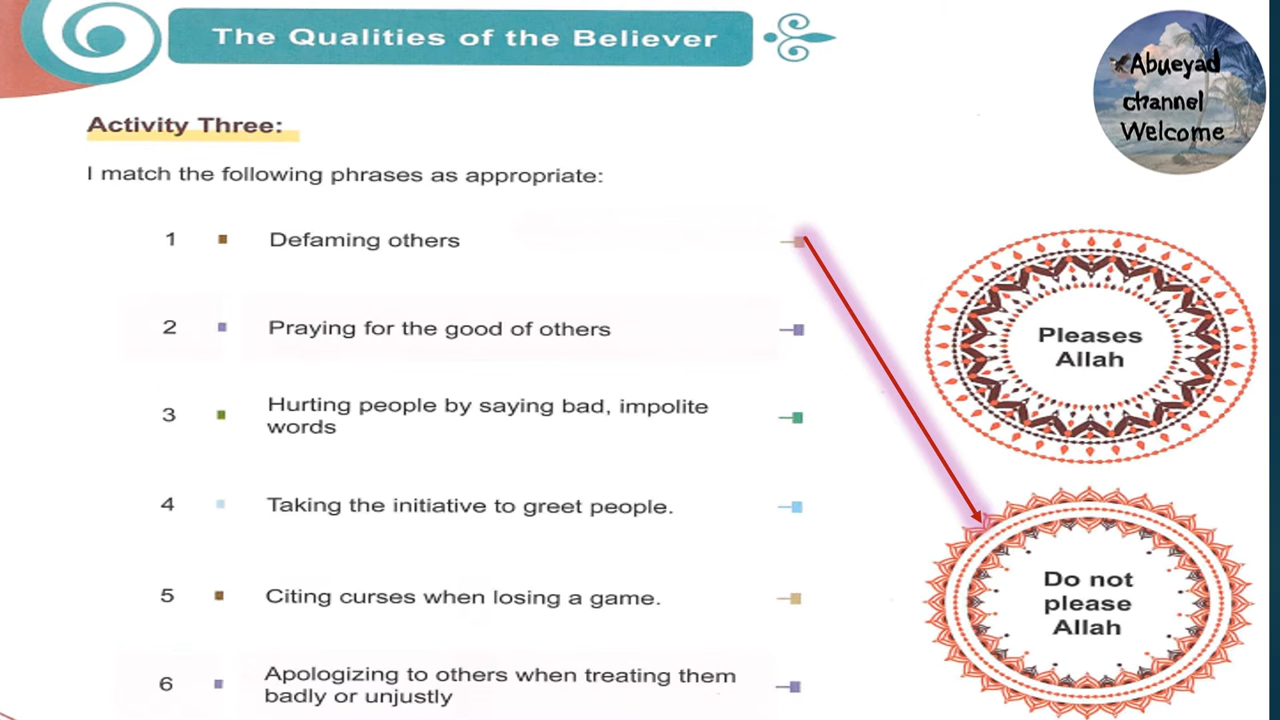 The Qualities of the Believer
Abueyad
channel
Welcome
Activity Three:
I match the following phrases as appropriate:
1 Defaming others
2 Praying for the good of others
3 Hurting people by saying bad, impolite
words
4 Taking the initiative to greet people.
5 Citing curses when losing a game.
6 Apologizing to others when treating them
badly or unjustly
Pleases
Allah
Do not
please
Allah